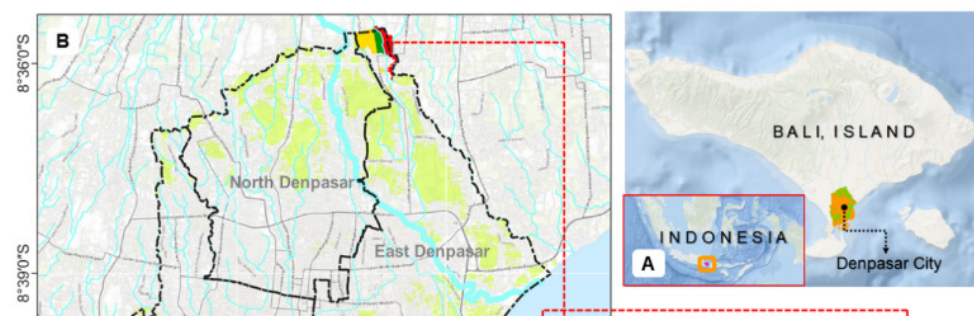 B
8°36'0"S
North Denpasar
East Denpasar
8°39'0"S
BALI, ISLAND
INDONESIA
A
Denpasar City